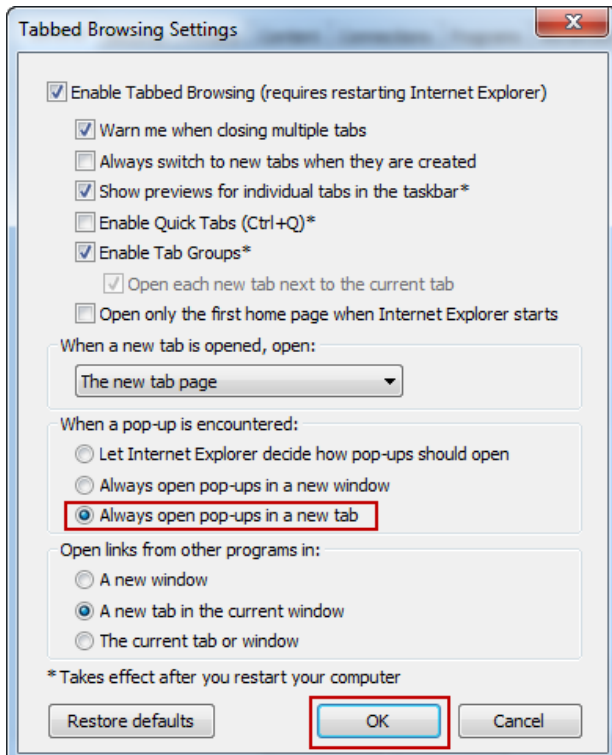 Tabbed Browsing Settings
Enable Tabbed Browsing (requires restarting Internet Explorer)
Warn me when closing multiple tabs
Always switch to new tabs when they are created
Show previews for individual tabs in the taskbar*
Enable Quick Tabs (Ctrl+Q)*
Enable Tab Groups*
Open each new tab next to the current tab
Open only the first home page when Internet Explorer starts
When a new tab is opened, open:
The new tab page
When a pop-up is encountered:
Let Internet Explorer decide how pop-ups should open
Always open pop-ups in a new window
Always open pop-ups in a new tab
Open links from other programs in:
A new window
A new tab in the current window
The current tab or window
*Takes effect after you restart your computer
Restore defaults OK Cancel